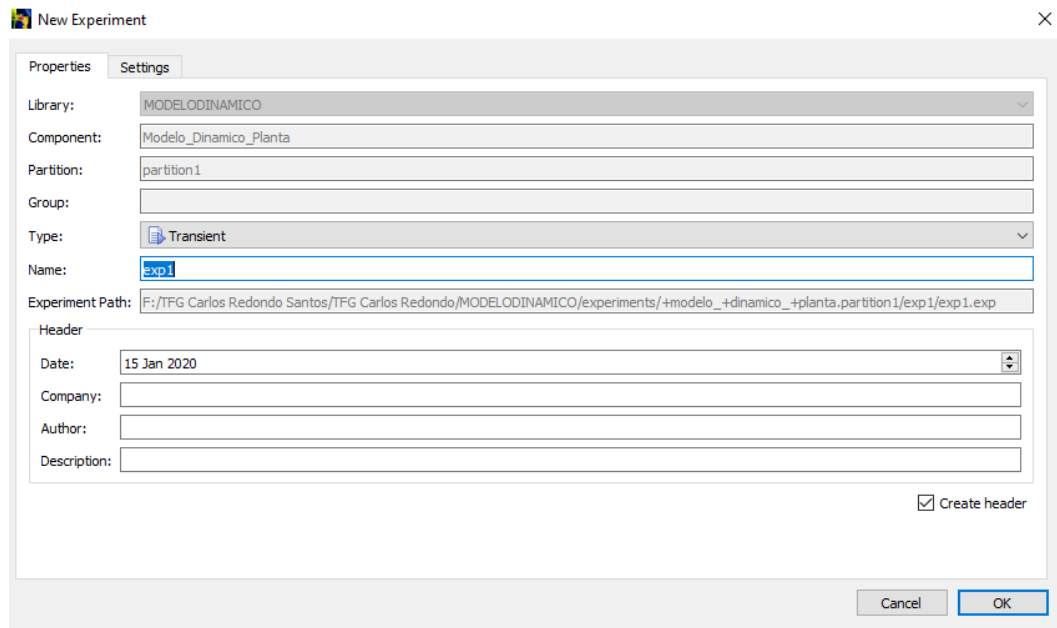 New Experiment
Properties Settings
Library: MODELODINAMICO
Component: Modelo_Dinamico_Planta
Partition: partition1
Group:
Type: Transient
Name: exp1
Experiment Path: F:/TFG Carlos Redondo Santos/TFG Carlos Redondo/MODELODINAMICO/experiments/+modelo_+dinamico_+planta.partition1/exp1/exp1.exp
Header
Date: 15 Jan 2020
Company:
Author:
Description:
Create header
Cancel OK